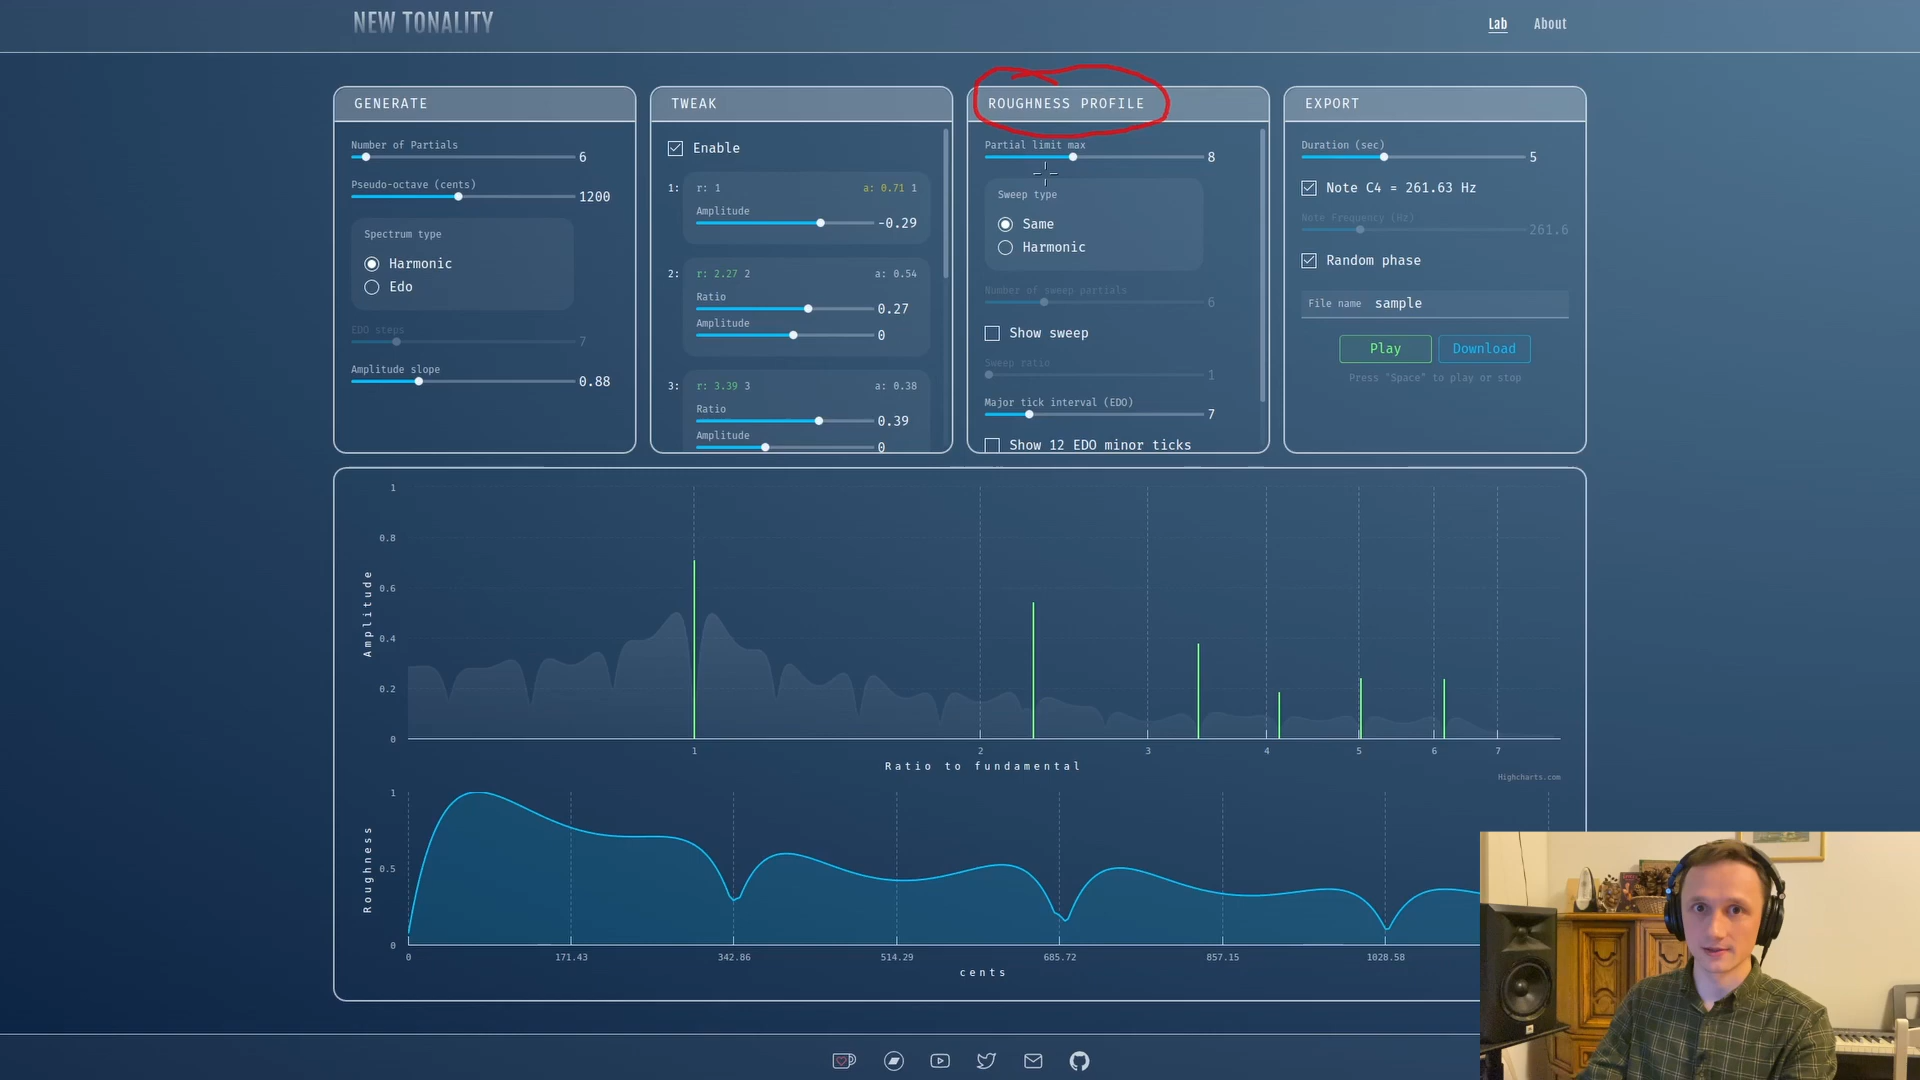 NEW TONALITY
Lab
About
GENERATE
Number of Partials
6
Pseudo-octave (cents)
1200
Spectrum type
Harmonic
Edo
EDO steps
7
Amplitude slope
0.88
TWEAK
Enable
1:
r: 1
a: 0.71 1
Amplitude
-0.29
2:
r: 2.27 2
a: 0.54
Ratio
0.27
Amplitude
0
3:
r: 3.39 3
a: 0.38
Ratio
0.39
Amplitude
0
ROUGHNESS PROFILE
Partial limit max
8
Sweep type
Same
Harmonic
Number of sweep partials
6
Show sweep
Sweep ratio
1
Major tick interval (EDO)
7
Show 12 EDO minor ticks
EXPORT
Duration (sec)
5
Note C4 = 261.63 Hz
Note Frequency (Hz)
261.6
Random phase
File name sample
Play
Download
Press "Space" to play or stop
1
0.8
0.6
0.4
0.2
0
Amplitude
1 2 3 4 5 6 7
Ratio to fundamental
Highcharts.com
1
0.5
0
Roughness
0 171.43 342.86 514.29 685.72 857.15 1028.58
cents